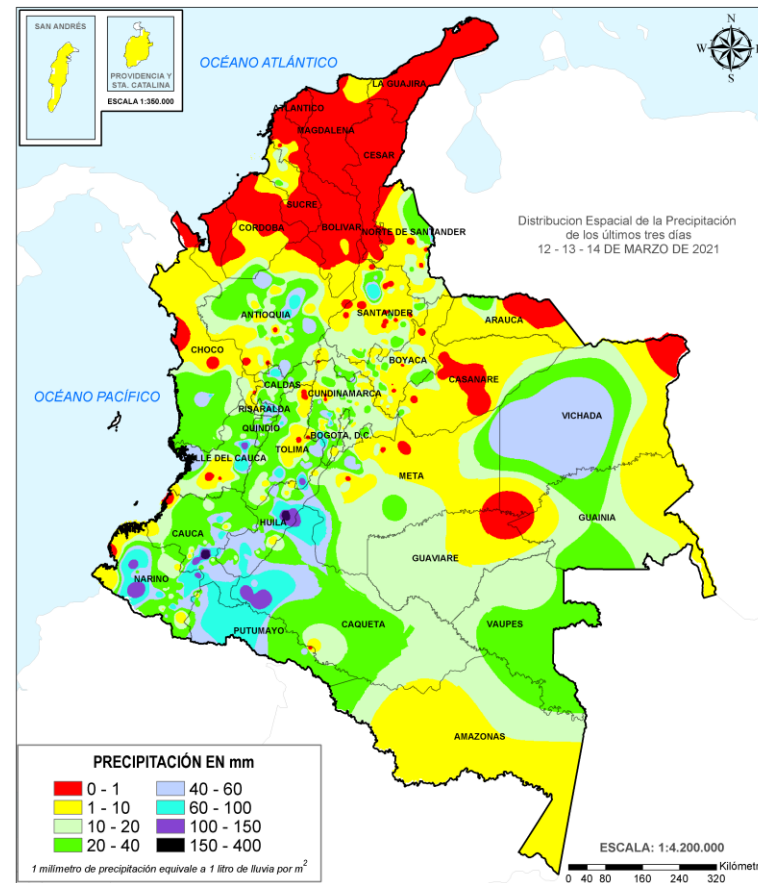 SAN ANDRÉS
PROVIDENCIA Y
STA. CATALINA
ESCALA 1:350.000
OCÉANO ATLÁNTICO
N
W
S
LA GUAJIRA
ATLANTICO
MAGDALENA
CESAR
SUCRE
CORDOBA
BOLIVAR
NORTE DE SANTANDER
Distribucion Espacial de la Precipitación
de los últimos tres días
12 - 13 - 14 DE MARZO DE 2021
ANTIOQUIA
SANTANDER
ARAUCA
CHOCO
BOYACA
CASANARE
OCÉANO PACÍFICO
CALDAS
CUNDINAMARCA
VICHADA
RISARALDA
QUINDIO
BOGOTA, D.C.
VALLE DEL CAUCA
TOLIMA
META
HUILA
GUAINIA
CAUCA
GUAVIARE
NARIÑO
PUTUMAYO
CAQUETA
VAUPES
AMAZONAS
PRECIPITACIÓN EN mm
0 - 1
40 - 60
1 - 10
60 - 100
10 - 20
100 - 150
20 - 40
150 - 400
1 milímetro de precipitación equivale a 1 litro de lluvia por m²
ESCALA: 1:4.200.000
Kilómet
0 40 80 160 240 320